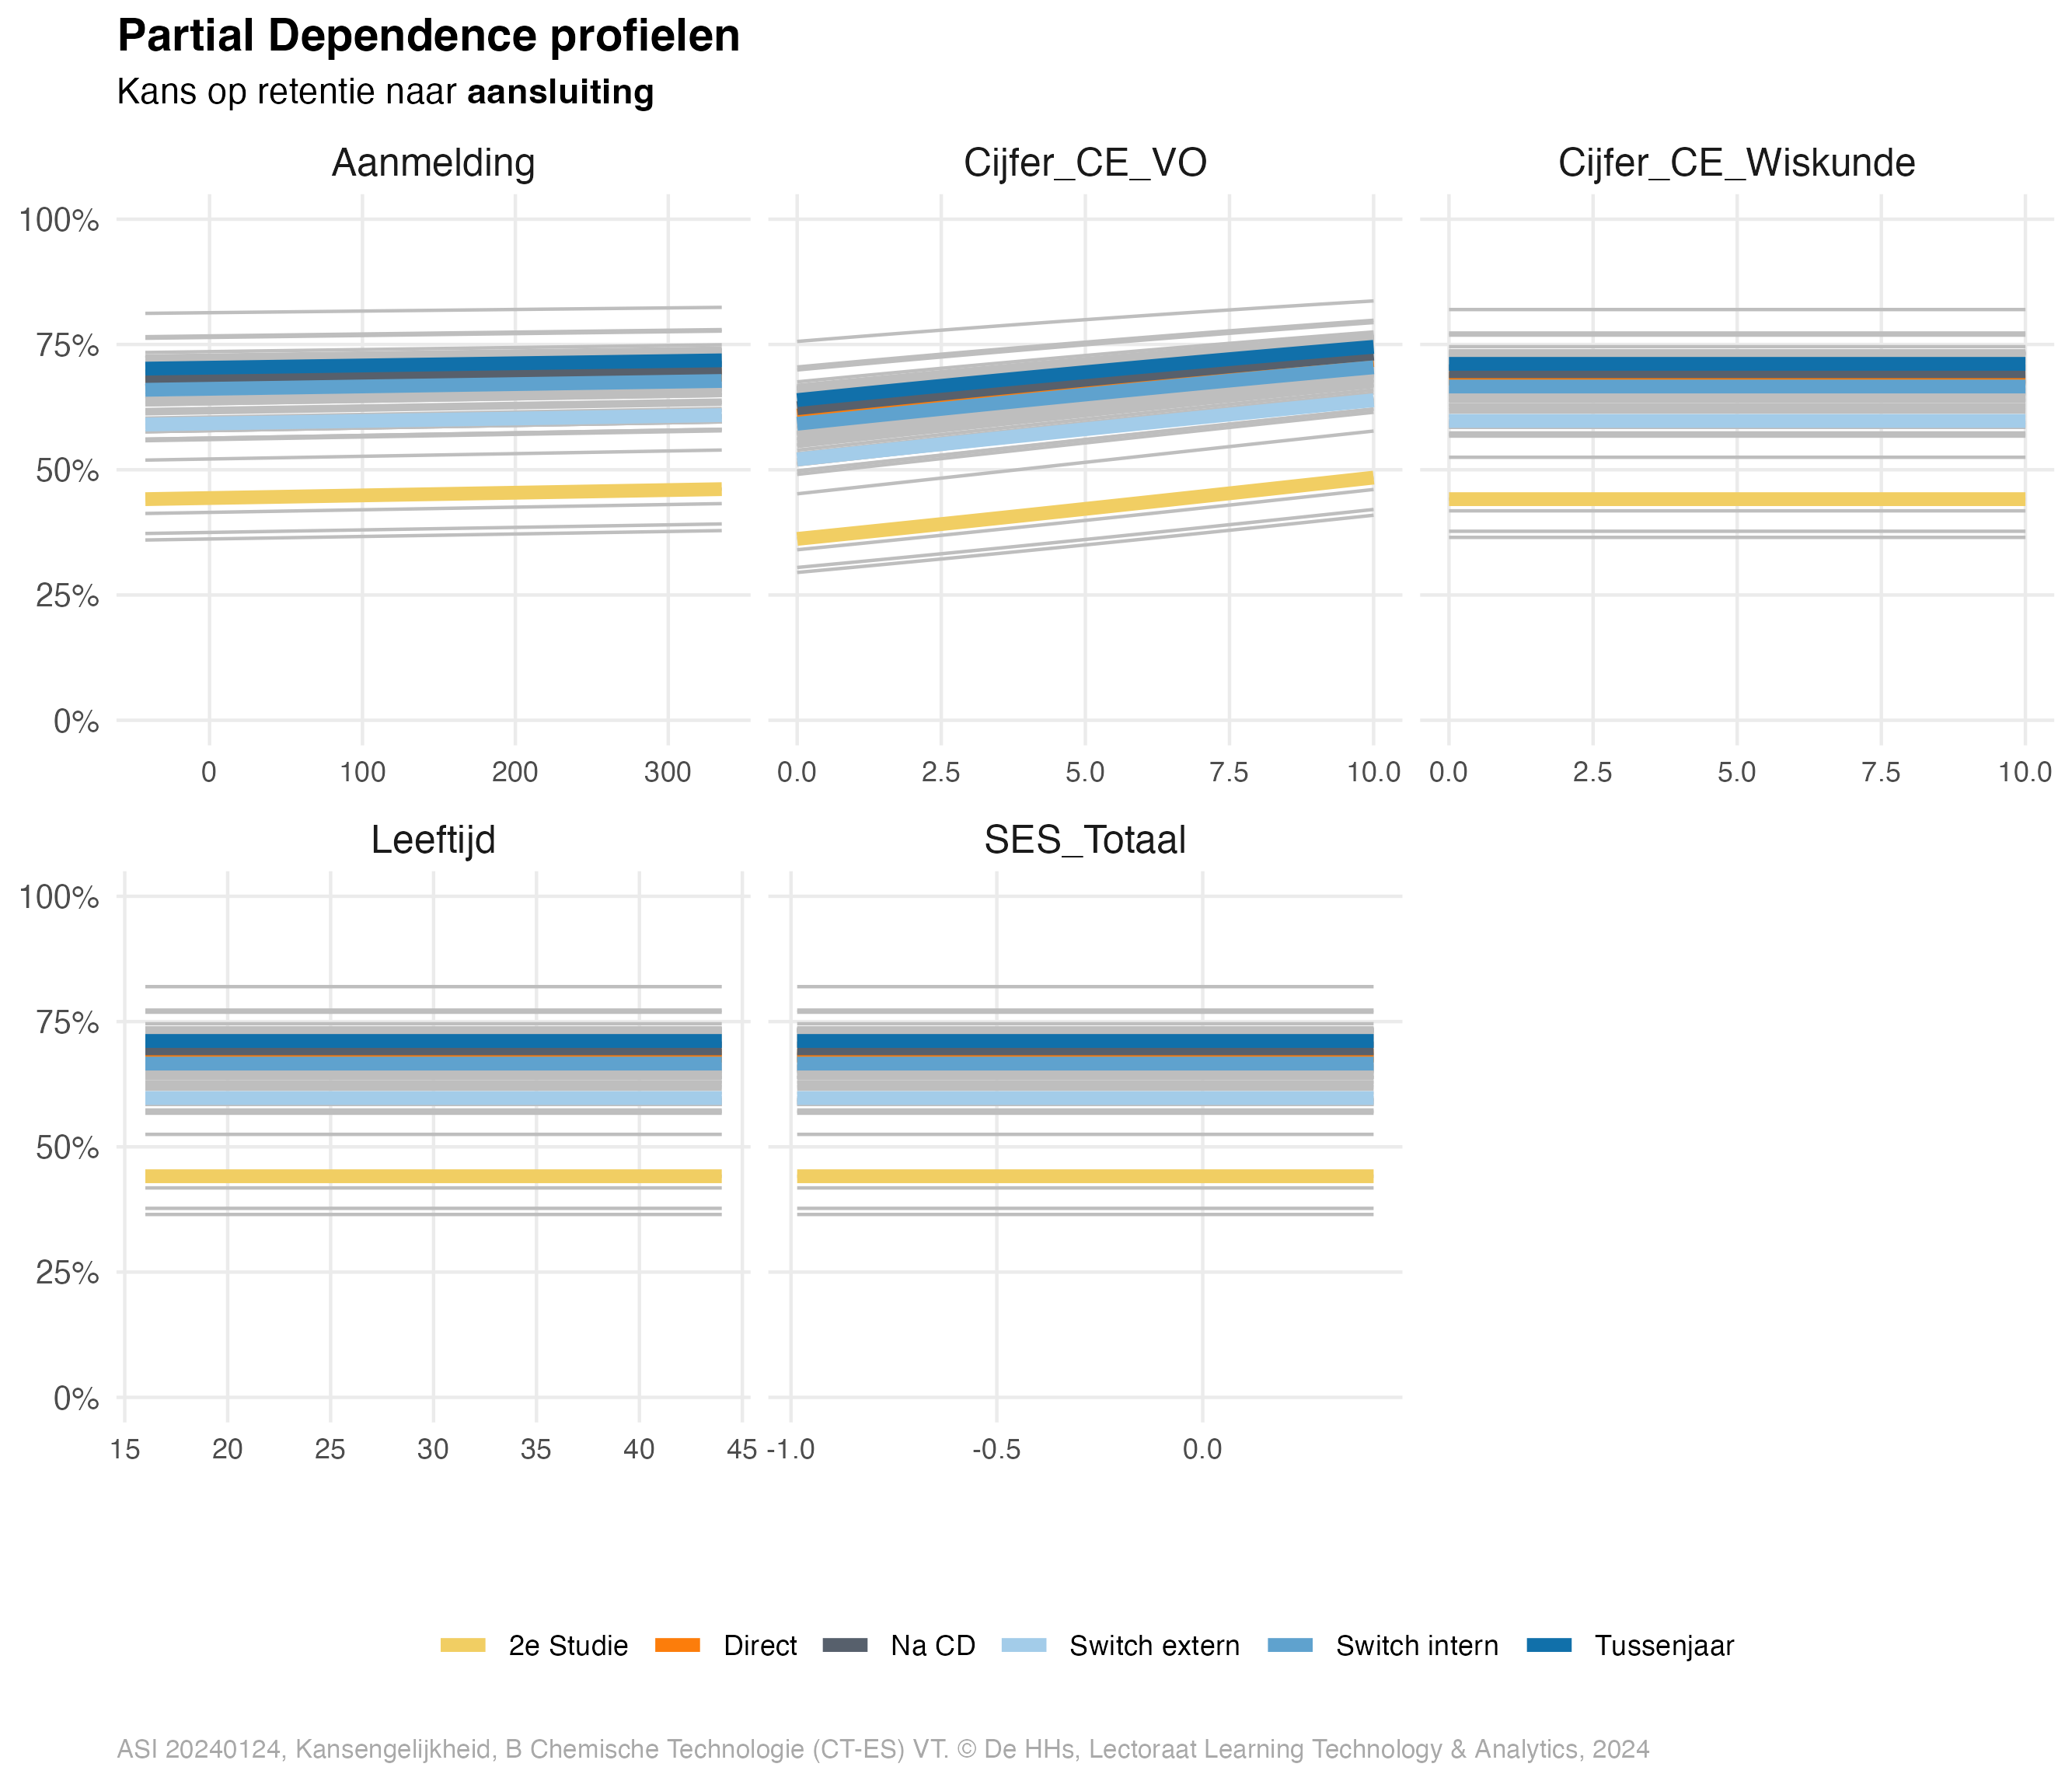 Partial Dependence profielen
Kans op retentie naar aansluiting
Aanmelding Cijfer_CE_VO Cijfer_CE_Wiskunde
100%
75%
50%
25%
0%
0 100 200 300 0.0 2.5 5.0 7.5 10.0 0.0 2.5 5.0 7.5 10.0
Leeftijd SES_Totaal
100%
75%
50%
25%
0%
15 20 25 30 35 40 45 -1.0 -0.5 0.0
2e Studie Direct Na CD Switch extern Switch intern Tussenjaar
ASI 20240124, Kansengelijkheid, B Chemische Technologie (CT-ES) VT. © De HHs, Lectoraat Learning Technology & Analytics, 2024